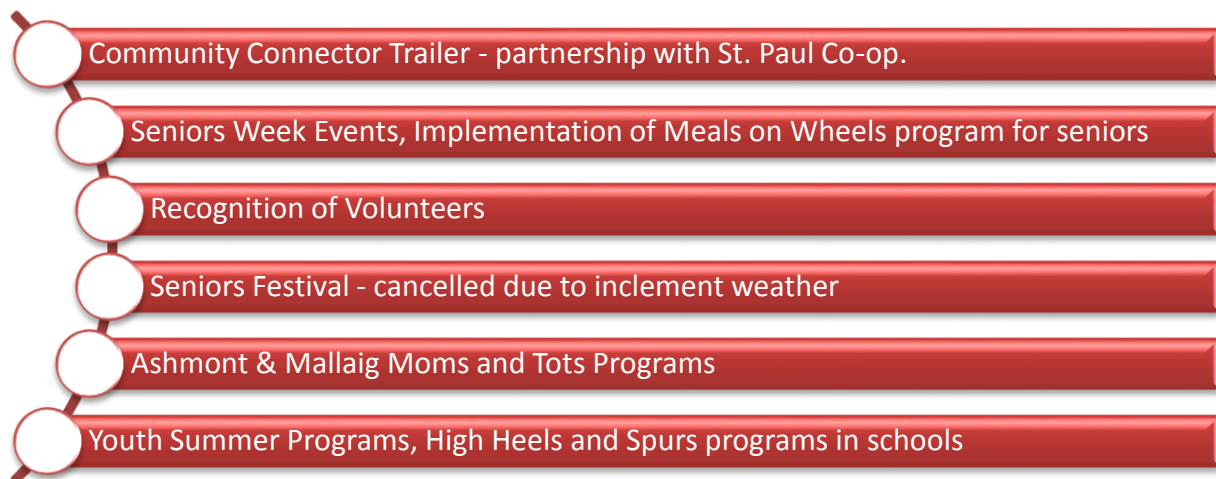 Community Connector Trailer - partnership with St. Paul Co-op.
Seniors Week Events, Implementation of Meals on Wheels program for seniors
Recognition of Volunteers
Seniors Festival - cancelled due to inclement weather
Ashmont & Mallaig Moms and Tots Programs
Youth Summer Programs, High Heels and Spurs programs in schools